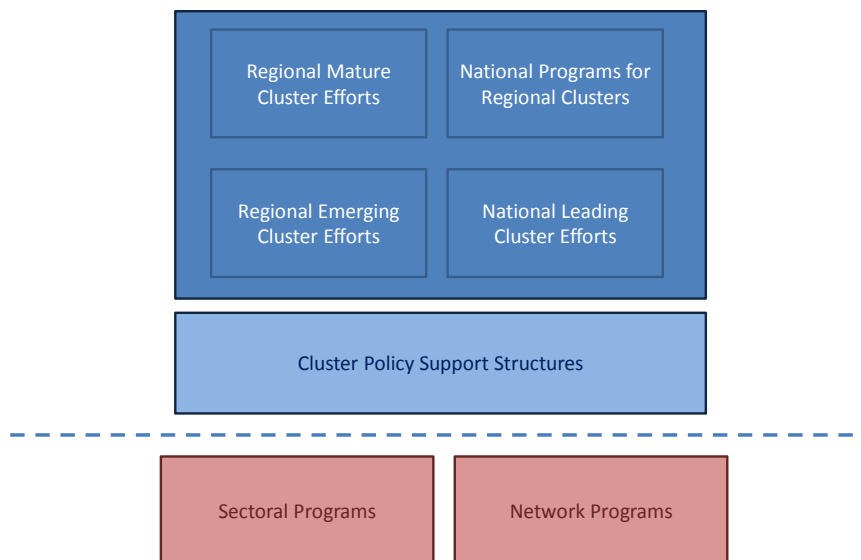 Regional Mature
Cluster Efforts
National Programs for
Regional Clusters
Regional Emerging
Cluster Efforts
National Leading
Cluster Efforts
Cluster Policy Support Structures
Sectoral Programs
Network Programs